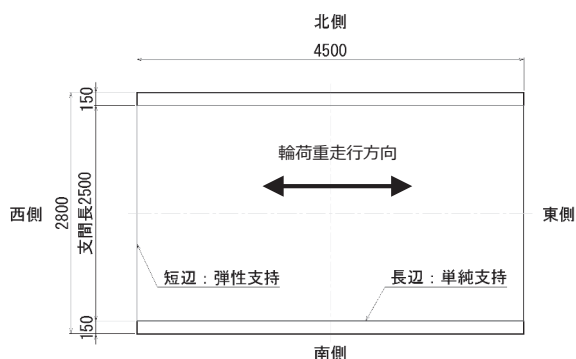 北側
4500
150
輪荷重走行方向
西側
2800
支間長2500
東側
短辺：弾性支持
長辺：単純支持
150
南側